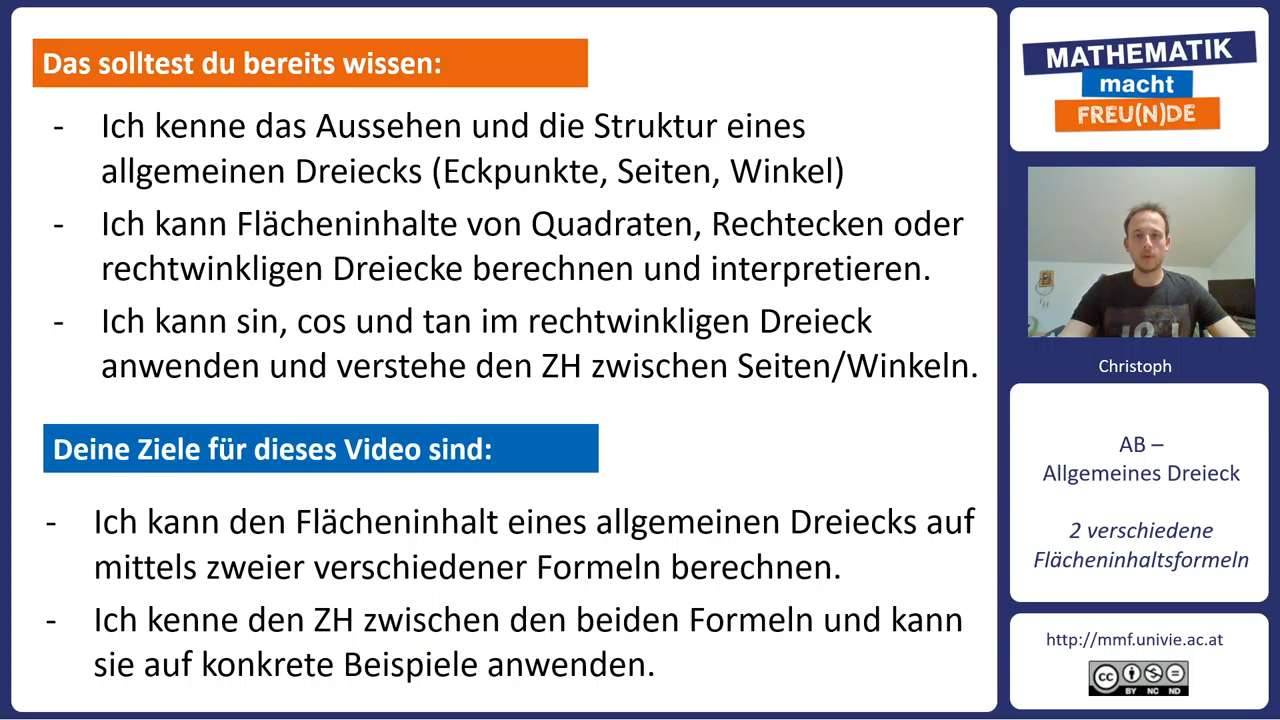 Das solltest du bereits wissen:
- Ich kenne das Aussehen und die Struktur eines
allgemeinen Dreiecks (Eckpunkte, Seiten, Winkel)
- Ich kann Flächeninhalte von Quadraten, Rechtecken oder
rechtwinkligen Dreiecke berechnen und interpretieren.
- Ich kann sin, cos und tan im rechtwinkligen Dreieck
anwenden und verstehe den ZH zwischen Seiten/Winkeln.
Deine Ziele für dieses Video sind:
- Ich kann den Flächeninhalt eines allgemeinen Dreiecks auf
mittels zweier verschiedener Formeln berechnen.
- Ich kenne den ZH zwischen den beiden Formeln und kann
sie auf konkrete Beispiele anwenden.
MATHEMATIK
macht
FREU(N)DE
Christoph
AB –
Allgemeines Dreieck
2 verschiedene
Flächeninhaltsformeln
http://mmf.univie.ac.at
cc
BY NC ND